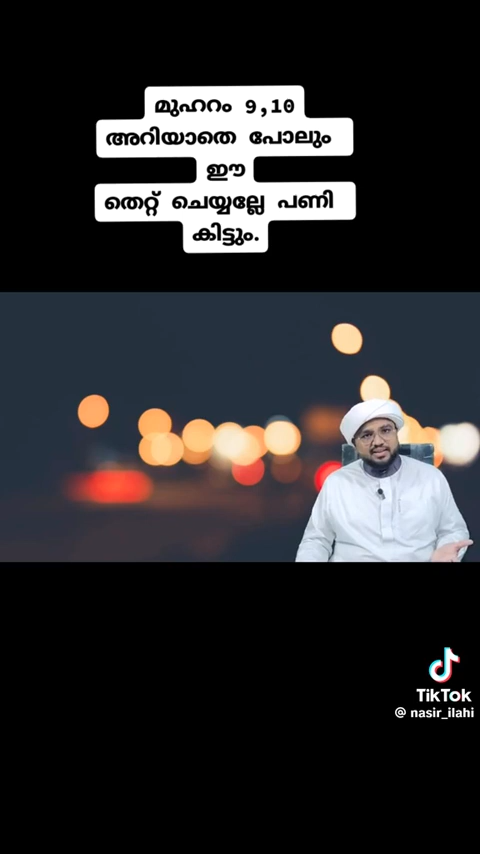 മുഹറം 9,10
അറിയാതെ പോലും
ഈ
തെറ്റ് ചെയ്യല്ലേ പണി
കിട്ടും.
TikTok
@ nasir_ilahi